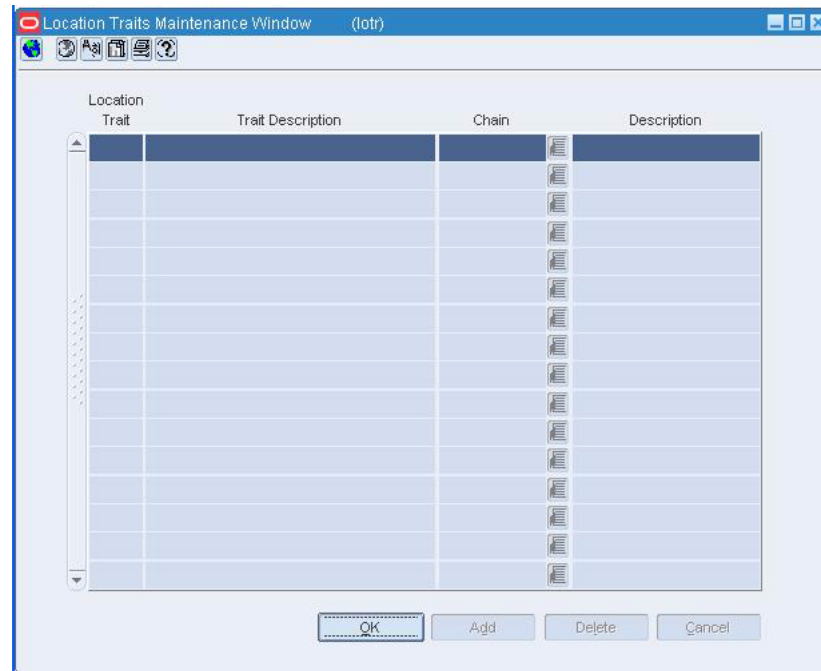 Location Traits Maintenance Window (lotr)
Location
Trait Trait Description Chain Description
OK Add Delete Cancel